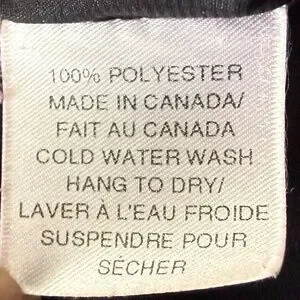 100% POLYESTER
MADE IN CANADA/
FAIT AU CANADA
COLD WATER WASH
HANG TO DRY/
LAVER À L'EAU FROIDE
SUSPENDRE POUR
SÉCHER